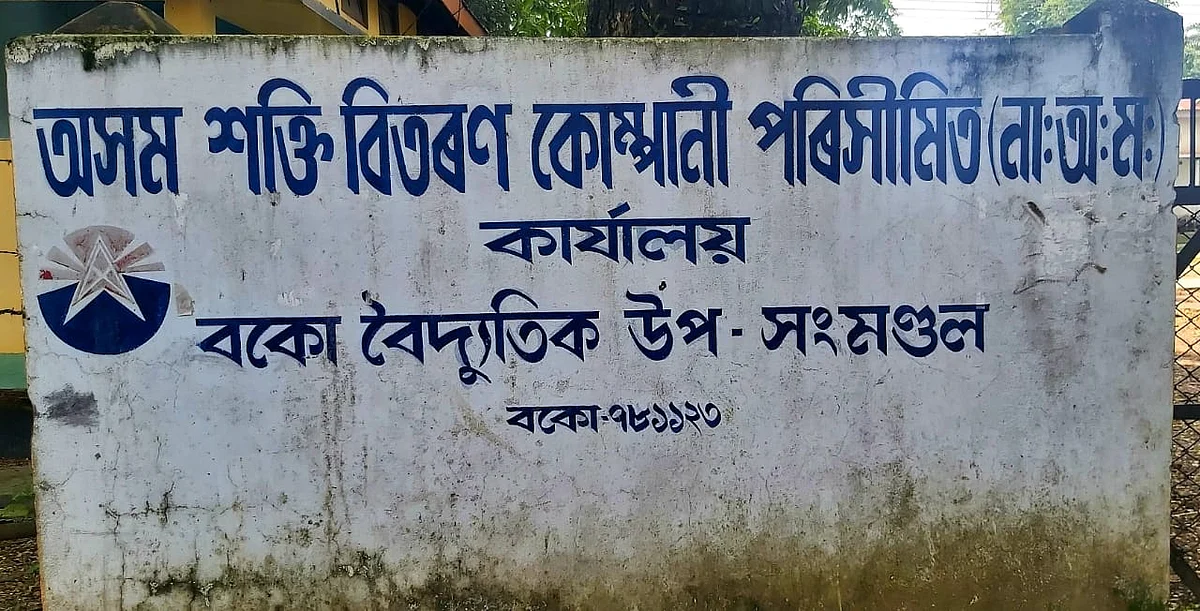 অসম শক্তি বিতৰণ কোম্পানী পৰিসীমিত (নাঃঅঃমঃ)
কাৰ্যালয়
বকো বৈদ্যুতিক উপ - সংমণ্ডল
বকো-৭৮১১২৩